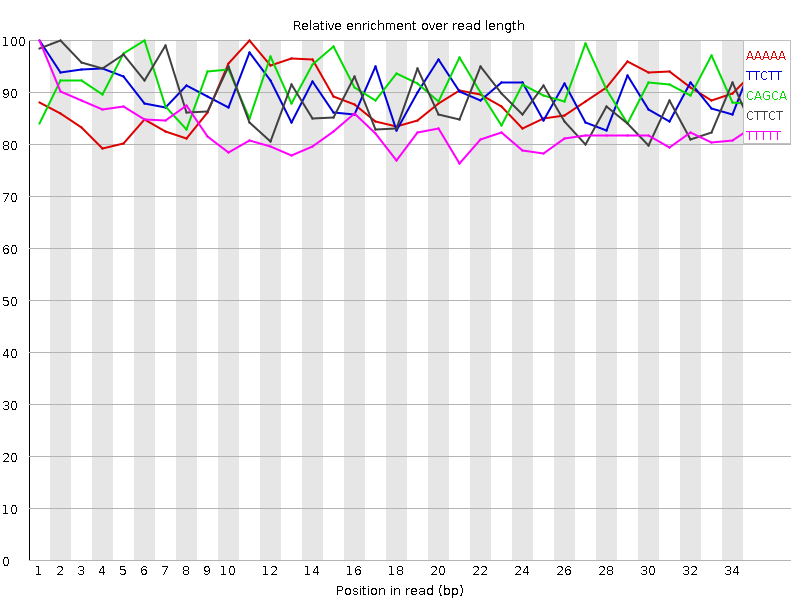 Relative enrichment over read length
100
90
80
70
60
50
40
30
20
10
0
AAAAA
TTCTT
CAGCA
CTTCT
TTTTT
1 2 3 4 5 6 7 8 9 10 12 14 16 18 20 22 24 26 28 30 32 34
Position in read (bp)